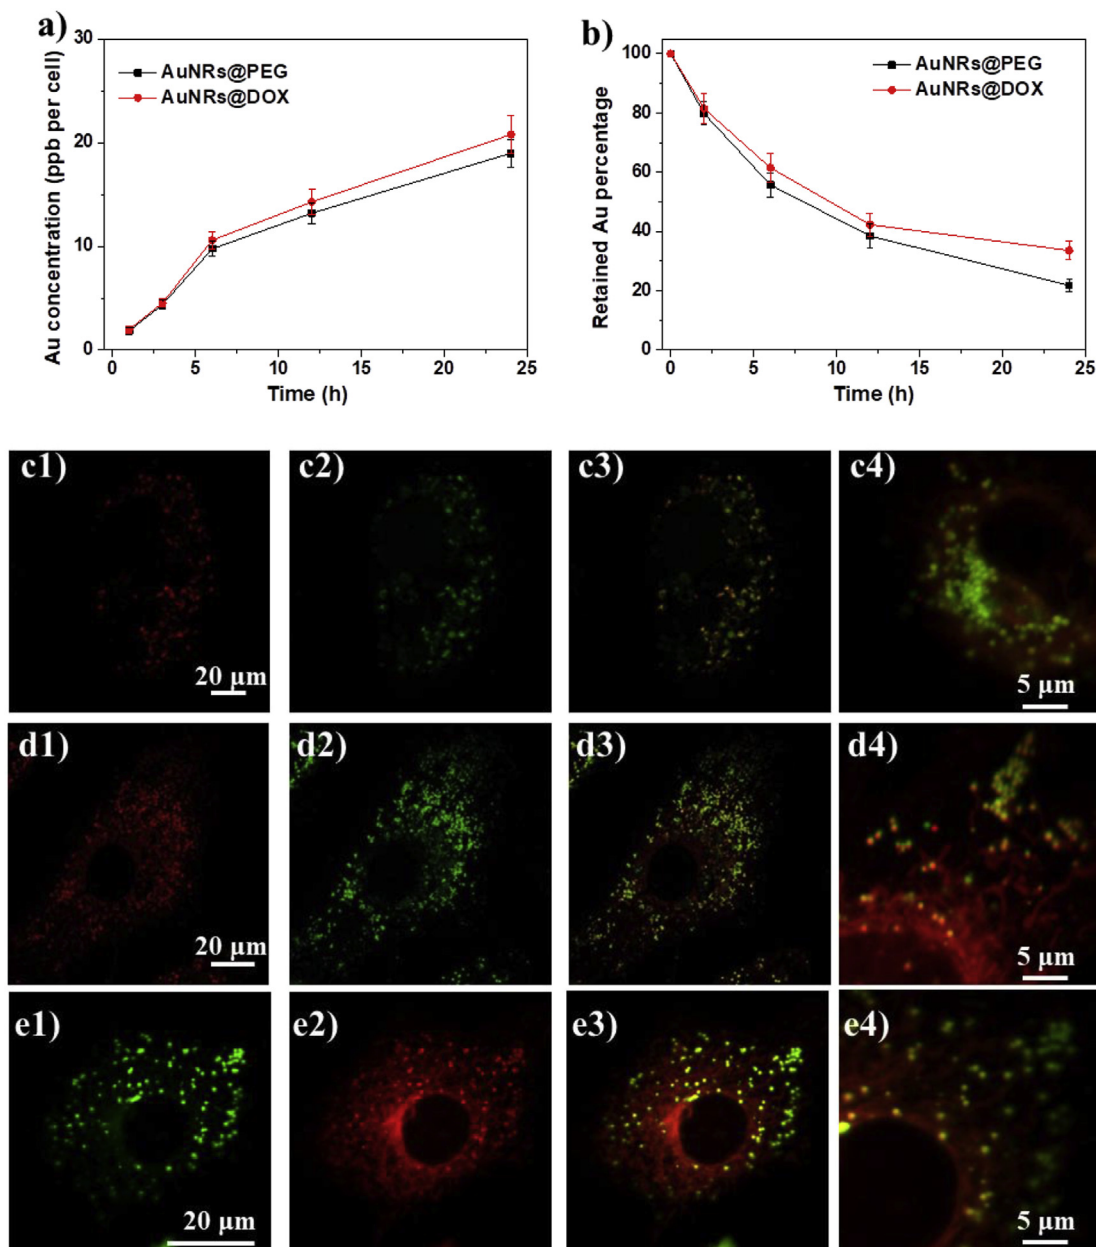 a)
30
20
10
0
Au concentration (ppb per cell)
AuNRs@PEG
AuNRs@DOX
0 5 10 15 20 25
Time (h)
b)
100
80
60
40
20
0
Retained Au percentage
AuNRs@PEG
AuNRs@DOX
0 5 10 15 20 25
Time (h)
c1)
20 µm
c2)
c3)
c4)
5 µm
d1)
20 µm
d2)
d3)
d4)
5 µm
e1)
20 µm
e2)
e3)
e4)
5 µm